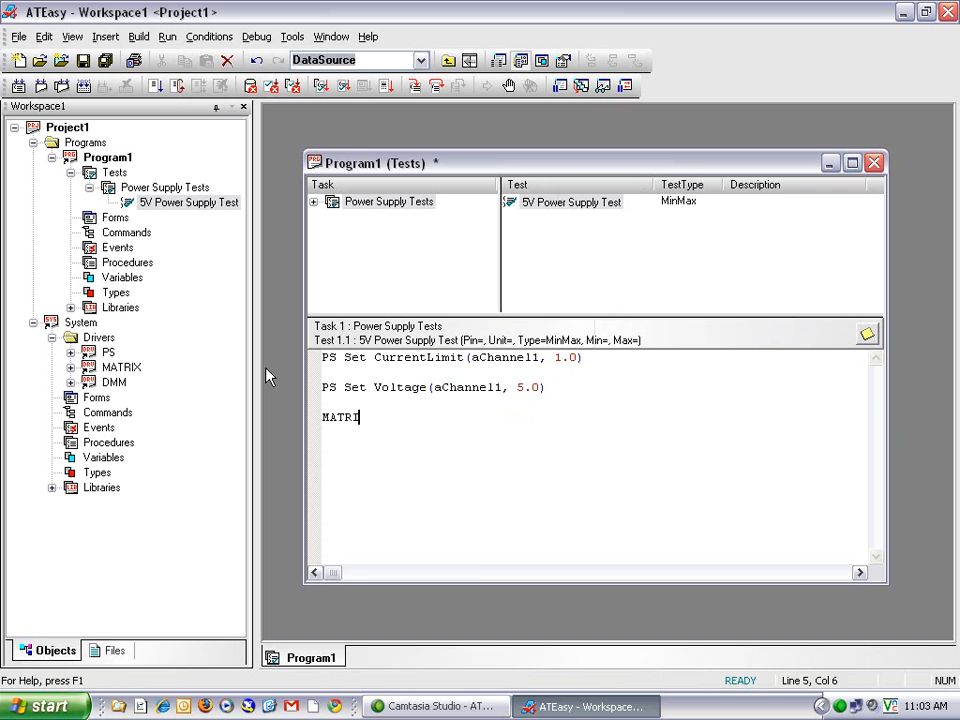 ATEasy - Workspace1 <Project1>
File Edit View Insert Build Run Conditions Debug Tools Window Help
DataSource
Workspace1
Project1
Programs
Program1
Tests
Power Supply Tests
5V Power Supply Test
Forms
Commands
Events
Procedures
Variables
Types
Libraries
System
Drivers
PS
MATRIX
DMM
Forms
Commands
Events
Procedures
Variables
Types
Libraries
Objects Files
Program1 (Tests) *
Task Test TestType Description
Power Supply Tests 5V Power Supply Test MinMax
Task 1 : Power Supply Tests
Test 1.1 : 5V Power Supply Test (Pin=, Unit=, Type=MinMax, Min=, Max=)
PS Set CurrentLimit(aChannel1, 1.0)
PS Set Voltage(aChannel1, 5.0)
MATRI
Program1
For Help, press F1 READY Line 5, Col 6 NUM
start Camtasia Studio - AT... ATEasy - Workspace... 11:03 AM